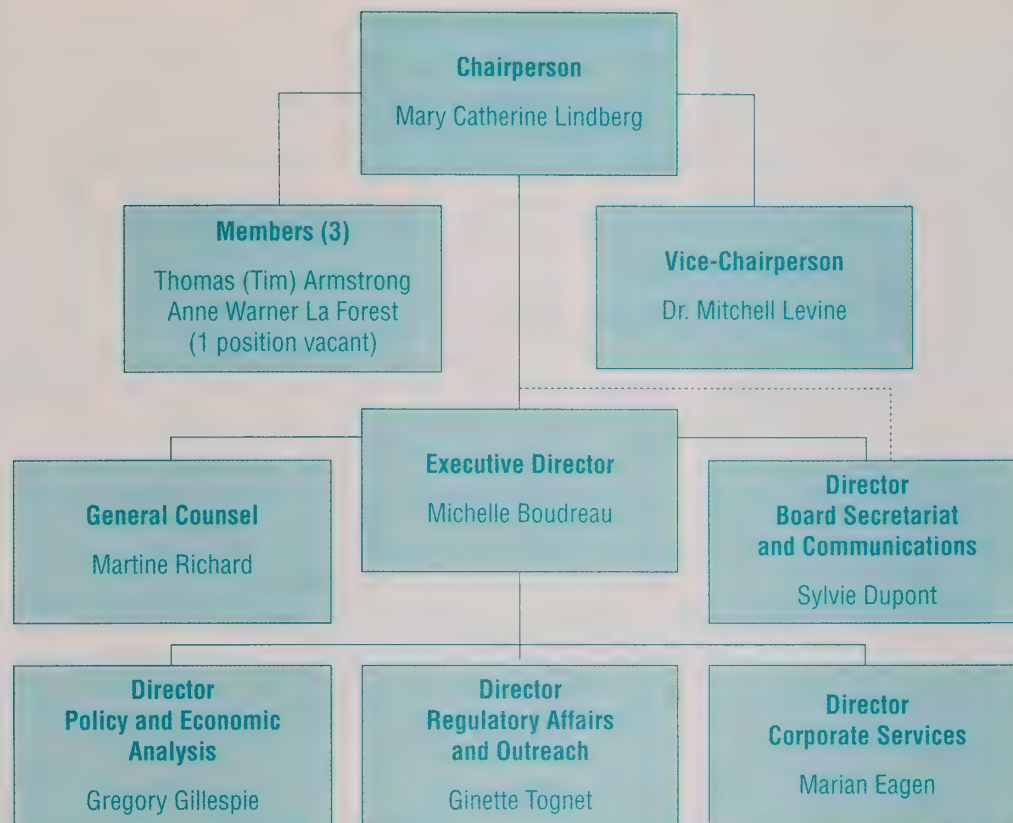 Chairperson
Mary Catherine Lindberg
Members (3)
Thomas (Tim) Armstrong
Anne Warner La Forest
(1 position vacant)
Vice-Chairperson
Dr. Mitchell Levine
Executive Director
Michelle Boudreau
General Counsel
Martine Richard
Director
Board Secretariat
and Communications
Sylvie Dupont
Director
Policy and Economic
Analysis
Gregory Gillespie
Director
Regulatory Affairs
and Outreach
Ginette Tognet
Director
Corporate Services
Marian Eagen